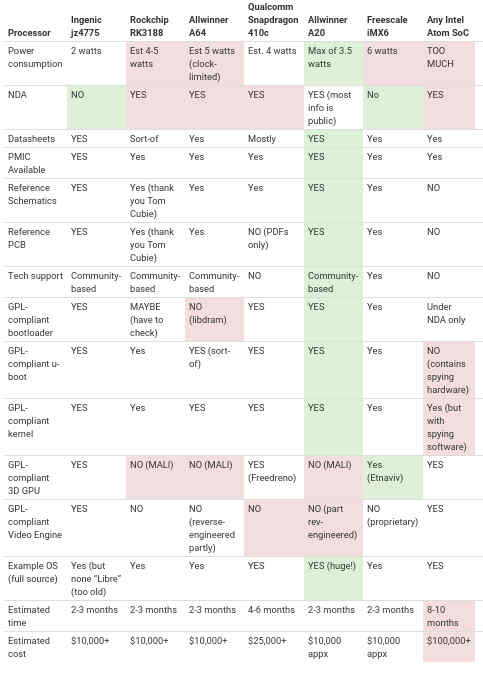 Processor Ingenic jz4775 Rockchip RK3188 Allwinner A64 Qualcomm Snapdragon 410c Allwinner A20 Freescale iMX6 Any Intel Atom SoC
Power consumption 2 watts Est 4-5 watts Est 5 watts (clock-limited) Est. 4 watts Max of 3.5 watts 6 watts TOO MUCH
NDA NO YES YES YES YES (most info is public) No YES
Datasheets YES Sort-of Yes Mostly YES Yes Yes
PMIC Available YES Yes Yes Yes YES Yes Yes
Reference Schematics YES Yes (thank you Tom Cubie) Yes Yes YES Yes NO
Reference PCB YES Yes (thank you Tom Cubie) Yes NO (PDFs only) YES Yes NO
Tech support Community-based Community-based Community-based NO Community-based Yes NO
GPL-compliant bootloader YES MAYBE (have to check) NO (libdram) YES YES Yes Under NDA only
GPL-compliant u-boot YES Yes YES (sort-of) YES YES Yes NO (contains spying hardware)
GPL-compliant kernel YES Yes YES YES YES Yes Yes (but with spying software)
GPL-compliant 3D GPU YES NO (MALI) NO (MALI) YES (Freedreno) NO (MALI) Yes (Etnaviv) YES
GPL-compliant Video Engine YES NO NO (reverse-engineered partly) NO NO (part rev-engineered) NO (proprietary) YES
Example OS (full source) Yes (but none "Libre" (too old) Yes Yes YES YES (huge!) Yes YES
Estimated time 2-3 months 2-3 months 2-3 months 4-6 months 2-3 months 2-3 months 8-10 months
Estimated cost $10,000+ $10,000+ $10,000+ $25,000+ $10,000 appx $10,000 appx $100,000+